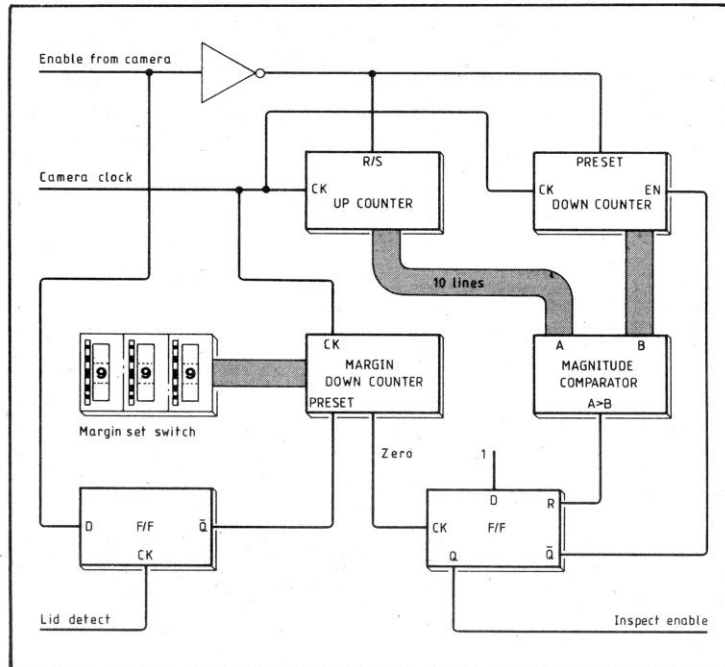 Enable from camera
R/S
PRESET
Camera clock
CK
UP COUNTER
CK
EN
DOWN COUNTER
10 lines
CK
MARGIN
DOWN COUNTER
PRESET
A
B
MAGNITUDE
COMPARATOR
A>B
9 9 9
Margin set switch
Zero
1
D
R
CK
F/F
Q̅
Q
D
F/F
Q̅
CK
Lid detect
Inspect enable